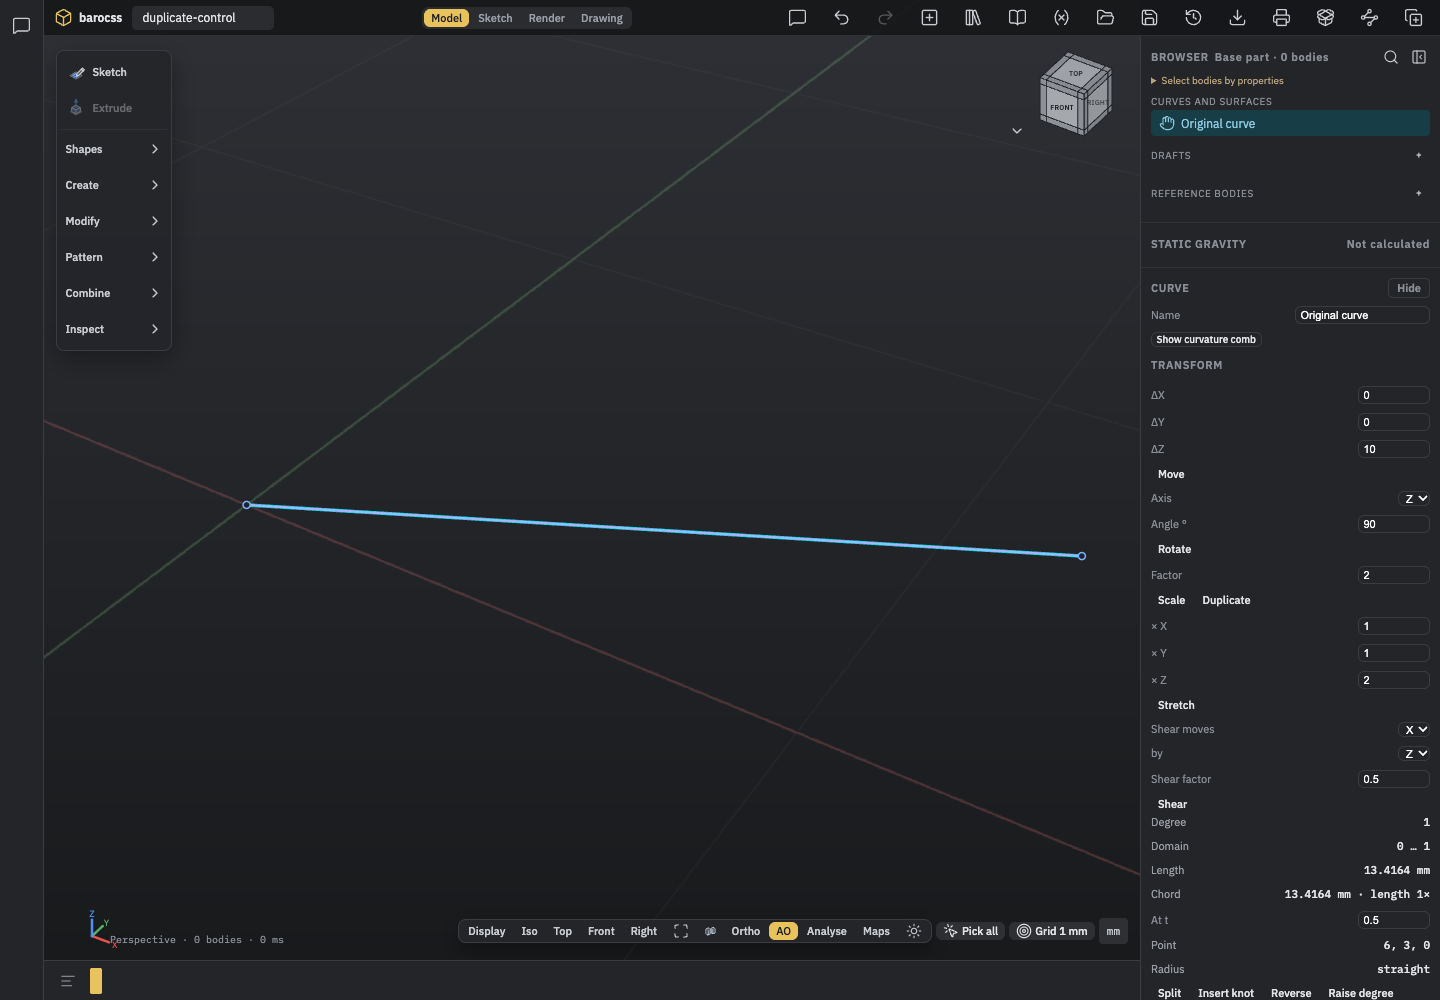 barocss
duplicate-control
Model Sketch Render Drawing
Sketch
Extrude
Shapes
Create
Modify
Pattern
Combine
Inspect
TOP
FRONT
RIGHT
Z
Y
X
Perspective · 0 bodies · 0 ms
Display Iso Top Front Right Ortho AO Analyse Maps
Pick all
Grid 1 mm
mm
BROWSER Base part · 0 bodies
Select bodies by properties
CURVES AND SURFACES
Original curve
DRAFTS +
REFERENCE BODIES +
STATIC GRAVITY Not calculated
CURVE Hide
Name Original curve
Show curvature comb
TRANSFORM
ΔX 0
ΔY 0
ΔZ 10
Move
Axis Z
Angle ° 90
Rotate
Factor 2
Scale Duplicate
× X 1
× Y 1
× Z 2
Stretch
Shear moves X
by Z
Shear factor 0.5
Shear
Degree 1
Domain 0 … 1
Length 13.4164 mm
Chord 13.4164 mm · length 1×
At t 0.5
Point 6, 3, 0
Radius straight
Split Insert knot Reverse Raise degree